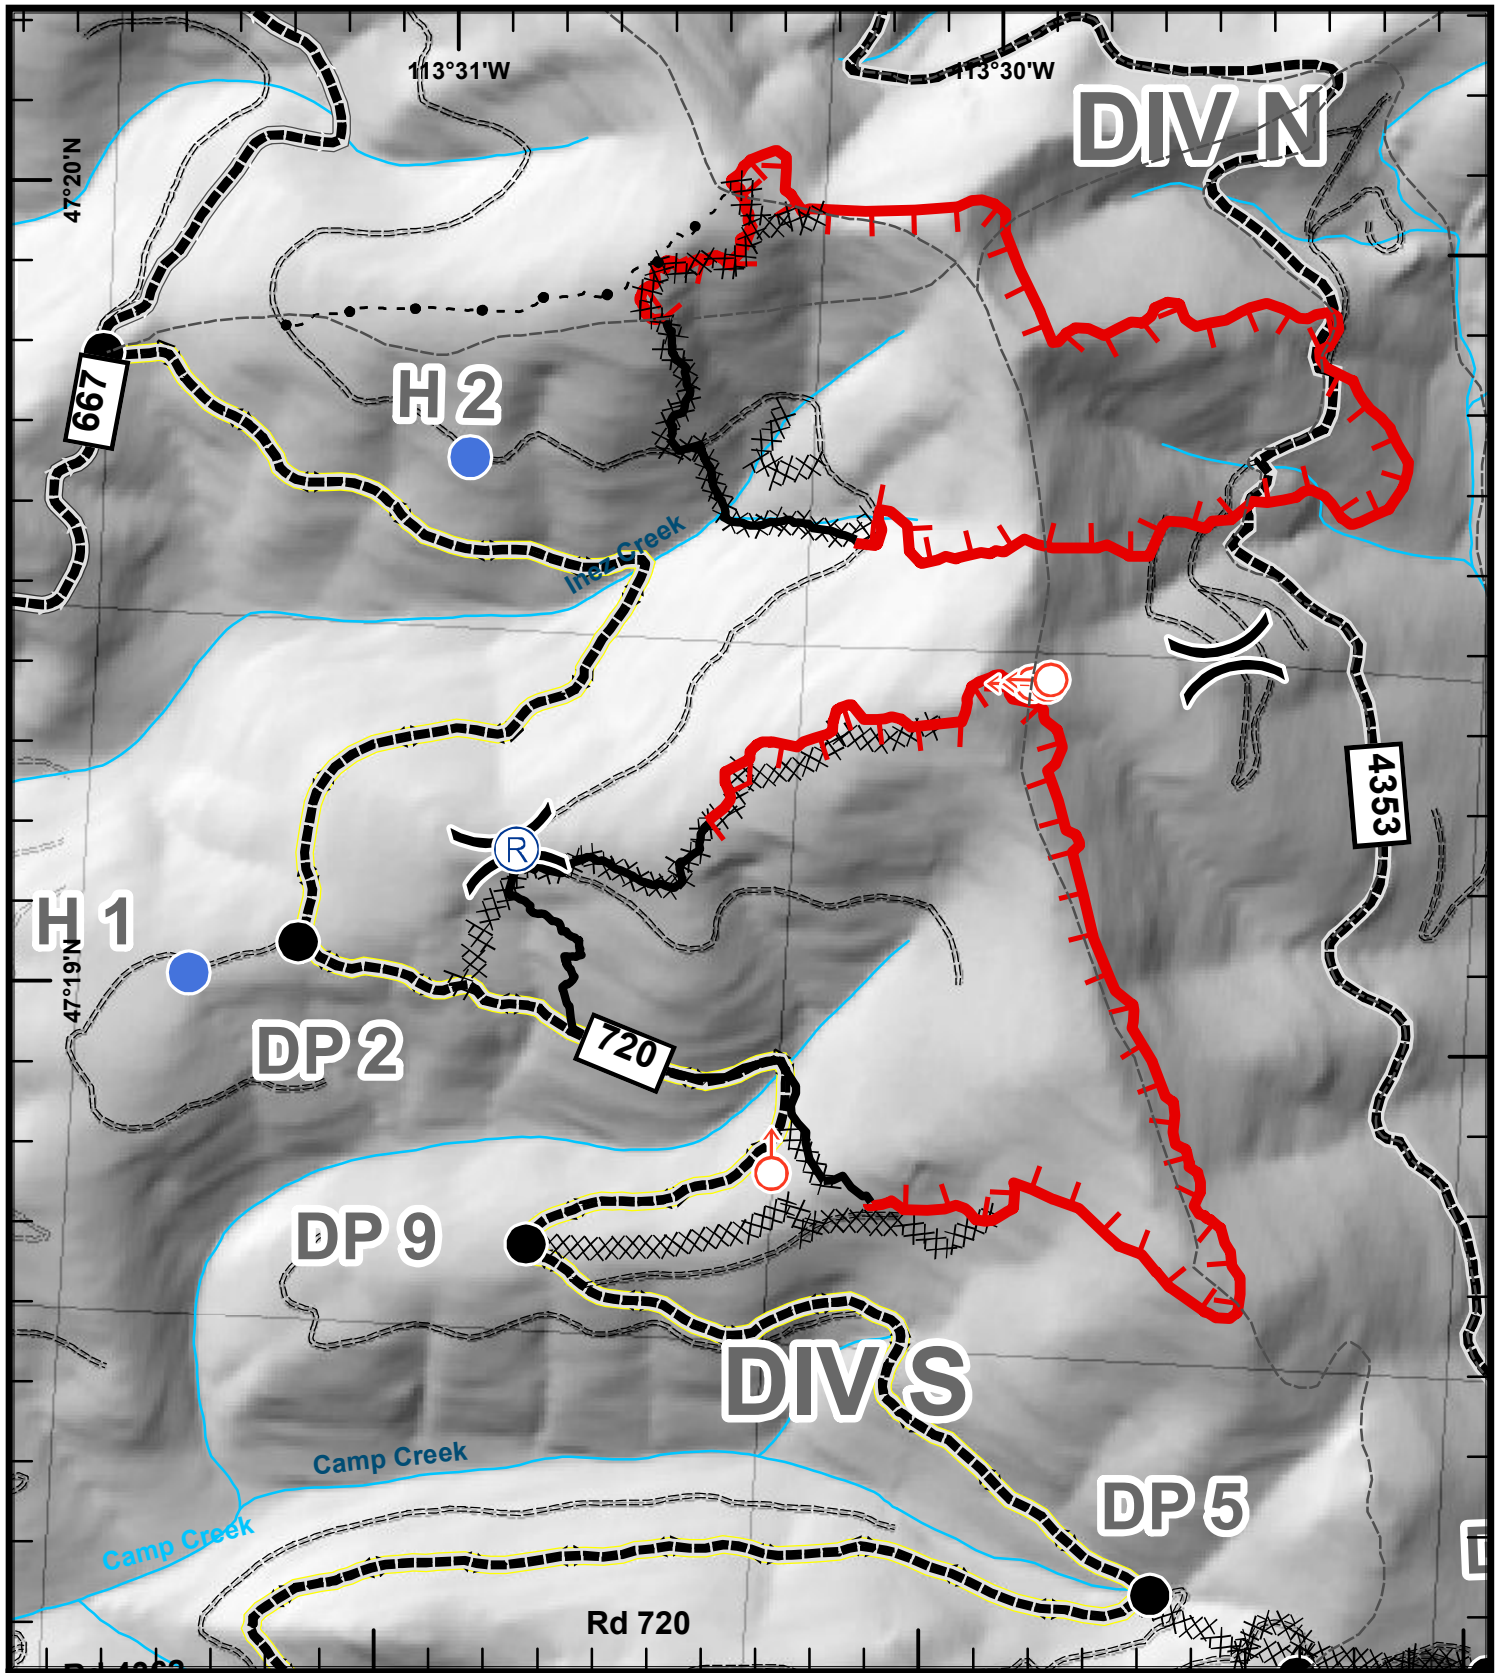 113°31'W
113°30'W
DIV N
47°20'N
H 2
667
Inez Creek
4353
R
H 1
47°19'N
DP 2
720
DP 9
DIV S
Camp Creek
DP 5
Camp Creek
Rd 720